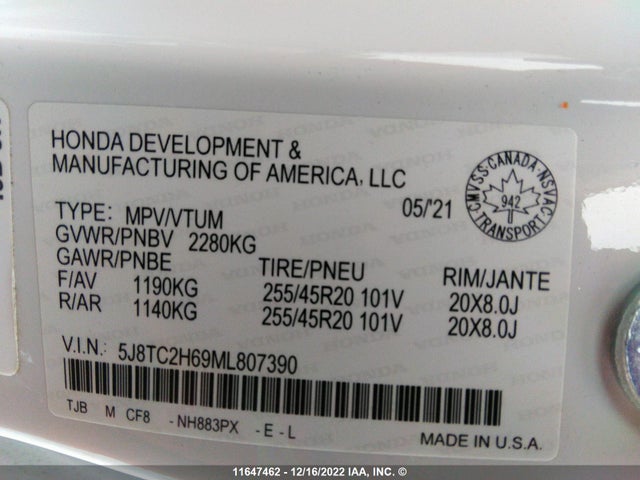 HONDA DEVELOPMENT &
MANUFACTURING OF AMERICA, LLC
05/'21
CMVSS·CANADA·NSVAC
942
TRANSPORT
TYPE: MPV/VTUM
GVWR/PNBV 2280KG
GAWR/PNBE TIRE/PNEU RIM/JANTE
F/AV 1190KG 255/45R20 101V 20X8.0J
R/AR 1140KG 255/45R20 101V 20X8.0J
V.I.N.: 5J8TC2H69ML807390
TJB M CF8 - NH883PX - E - L
MADE IN U.S.A.
11647462 - 12/16/2022 IAA, INC. ©